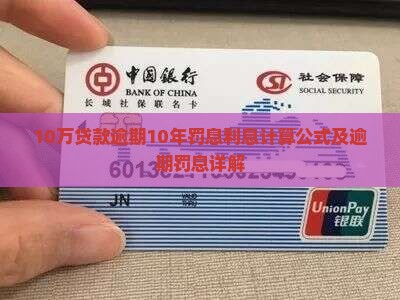 中国银行
BANK OF CHINA
长城社保联名卡
社会保障
SOCIAL SECURITY
10万贷款逾期10年罚息利息计算公式及逾
期罚息详解
JN
VALID
UnionPay
银联